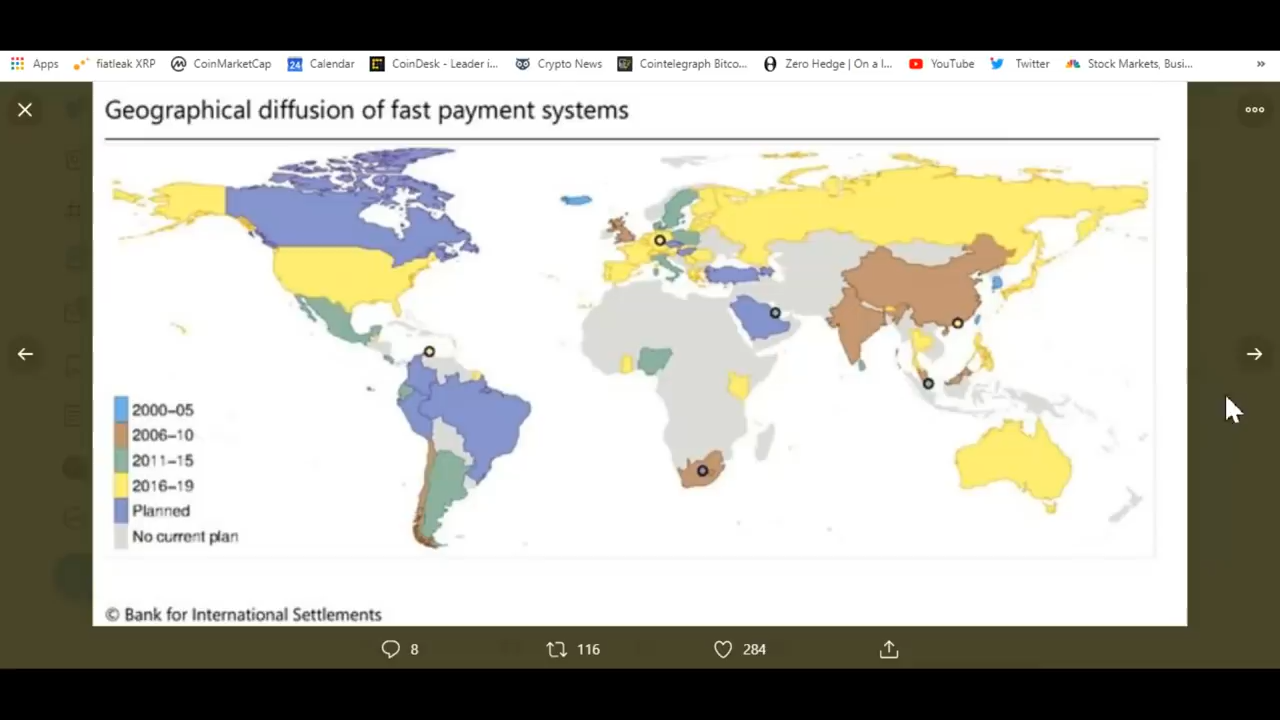 Apps fiatleak XRP CoinMarketCap 24 Calendar CoinDesk - Leader i... Crypto News Cointelegraph Bitco... Zero Hedge | On a l... YouTube Twitter Stock Markets, Busi... »
Geographical diffusion of fast payment systems
2000–05
2006–10
2011–15
2016–19
Planned
No current plan
© Bank for International Settlements
8 116 284